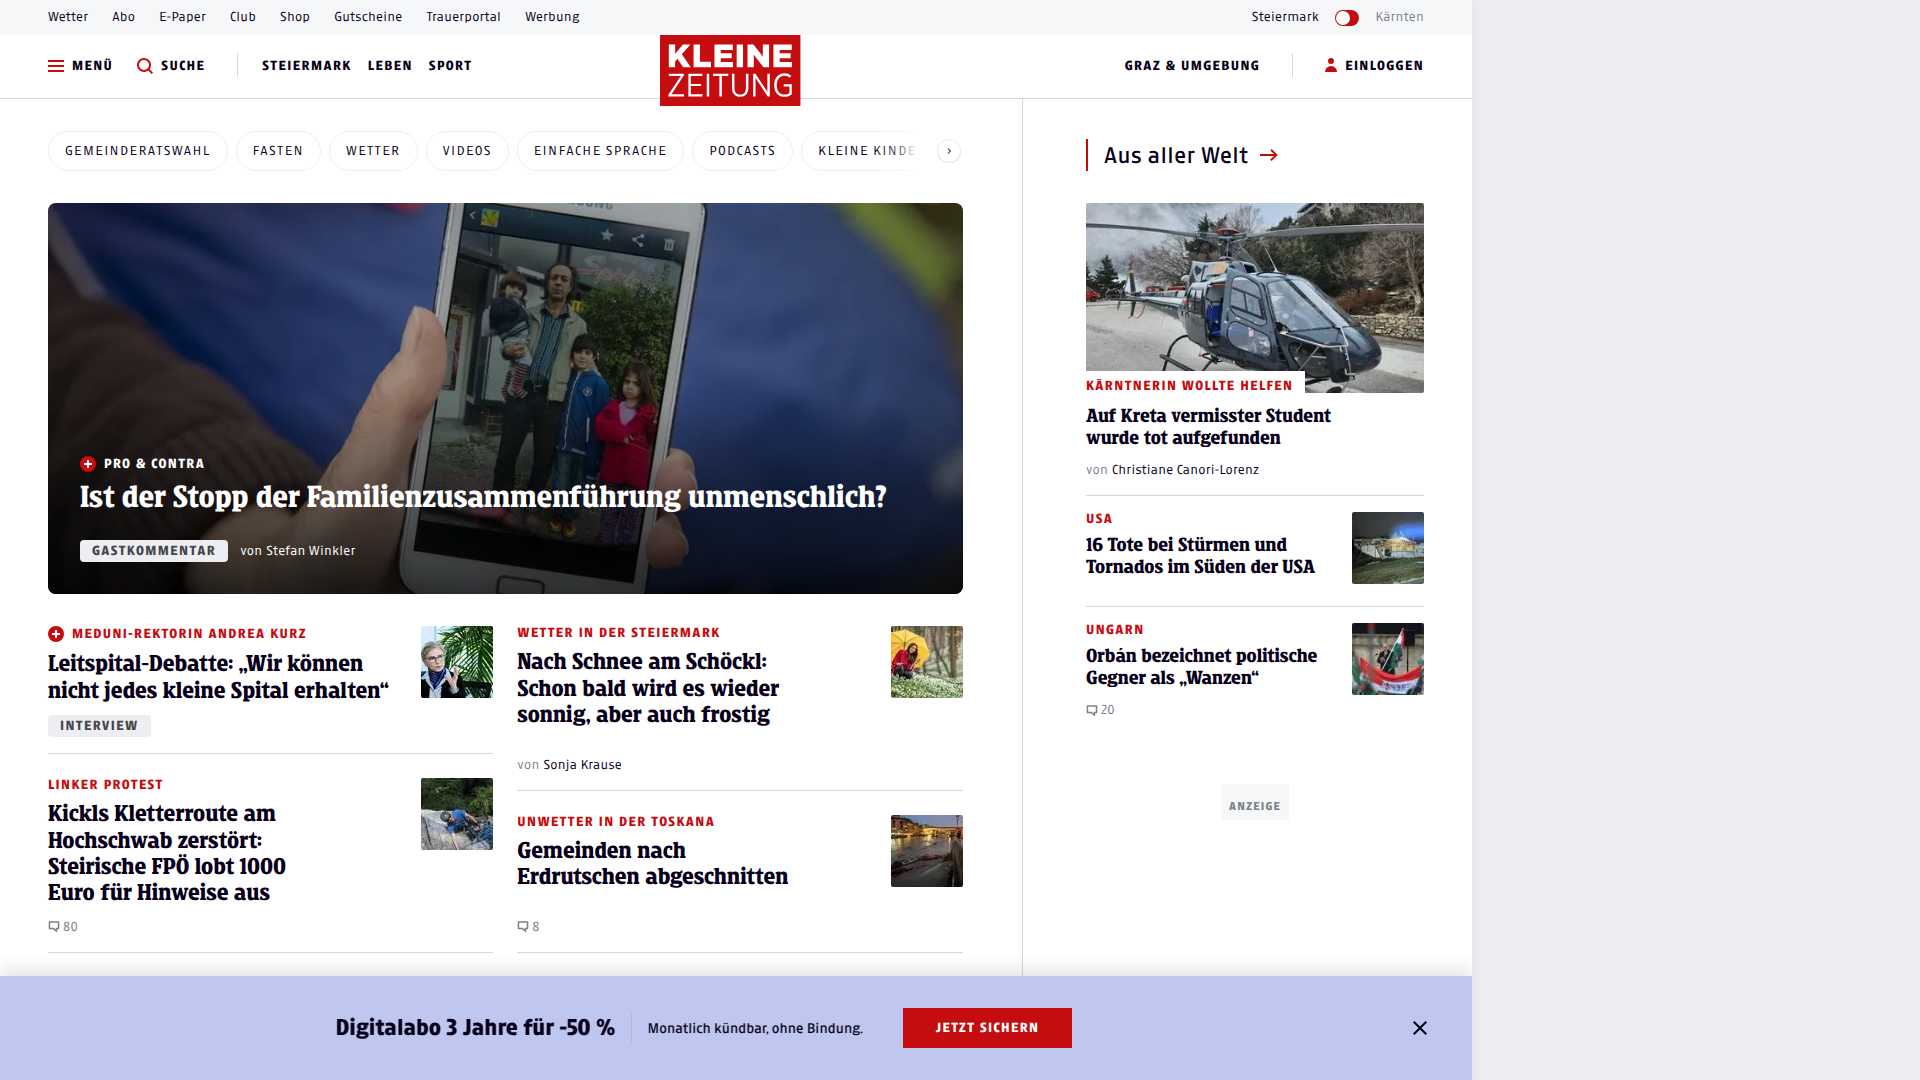 Wetter Abo E-Paper Club Shop Gutscheine Trauerportal Werbung Steiermark Kärnten
MENÜ SUCHE STEIERMARK LEBEN SPORT KLEINE ZEITUNG GRAZ & UMGEBUNG EINLOGGEN
GEMEINDERATSWAHL FASTEN WETTER VIDEOS EINFACHE SPRACHE PODCASTS KLEINE KINDE
PRO & CONTRA
Ist der Stopp der Familienzusammenführung unmenschlich?
GASTKOMMENTAR von Stefan Winkler
MEDUNI-REKTORIN ANDREA KURZ
Leitspital-Debatte: „Wir können
nicht jedes kleine Spital erhalten“
INTERVIEW
LINKER PROTEST
Kickls Kletterroute am
Hochschwab zerstört:
Steirische FPÖ lobt 1000
Euro für Hinweise aus
80
WETTER IN DER STEIERMARK
Nach Schnee am Schöckl:
Schon bald wird es wieder
sonnig, aber auch frostig
von Sonja Krause
UNWETTER IN DER TOSKANA
Gemeinden nach
Erdrutschen abgeschnitten
8
Aus aller Welt
KÄRNTNERIN WOLLTE HELFEN
Auf Kreta vermisster Student
wurde tot aufgefunden
von Christiane Canori-Lorenz
USA
16 Tote bei Stürmen und
Tornados im Süden der USA
UNGARN
Orbán bezeichnet politische
Gegner als „Wanzen“
20
ANZEIGE
Digitalabo 3 Jahre für -50 % Monatlich kündbar, ohne Bindung. JETZT SICHERN